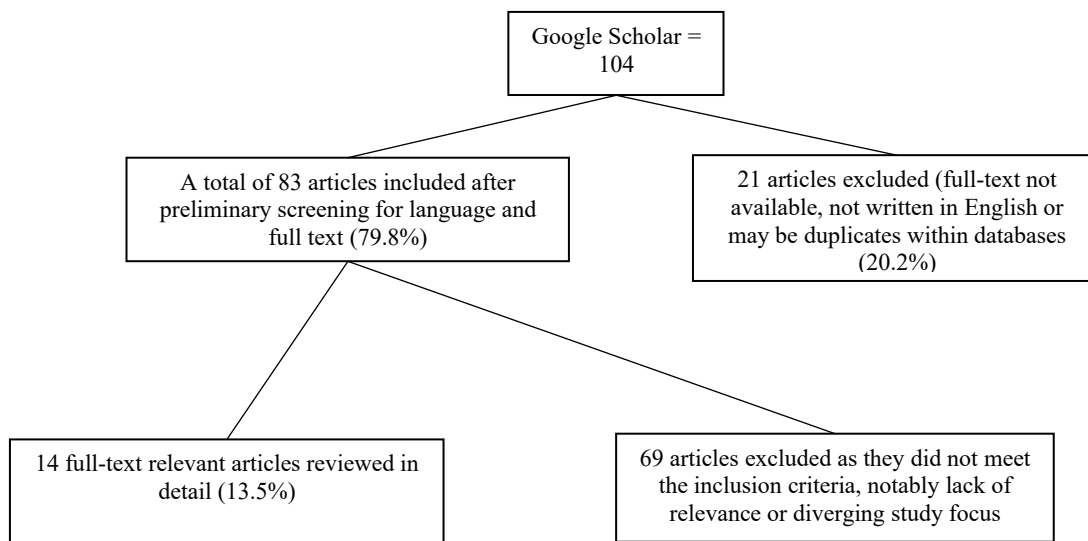 Google Scholar =
104
A total of 83 articles included after
preliminary screening for language and
full text (79.8%)
21 articles excluded (full-text not
available, not written in English or
may be duplicates within databases
(20.2%)
14 full-text relevant articles reviewed in
detail (13.5%)
69 articles excluded as they did not meet
the inclusion criteria, notably lack of
relevance or diverging study focus